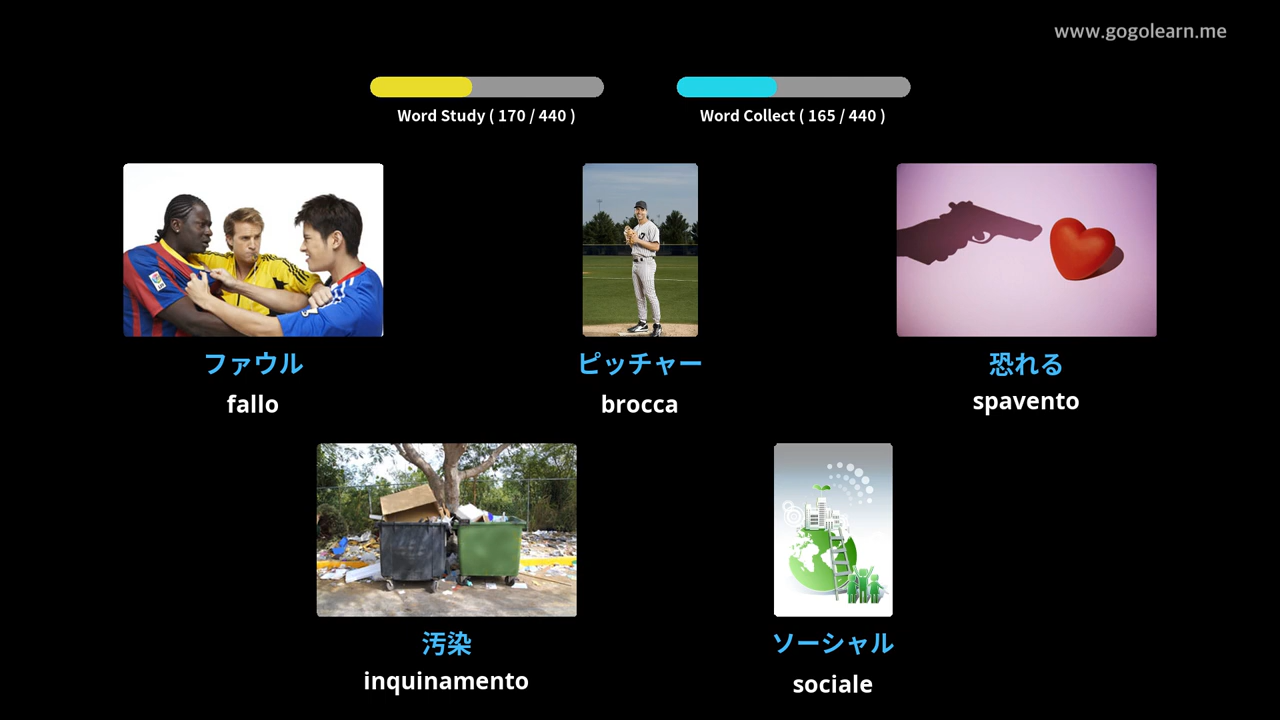 www.gogolearn.me
Word Study ( 170 / 440 )
Word Collect ( 165 / 440 )
ファウル
fallo
ピッチャー
brocca
恐れる
spavento
汚染
inquinamento
ソーシャル
sociale